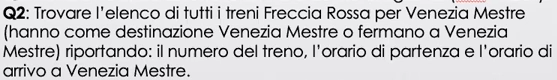 Q2: Trovare l'elenco di tutti i treni Freccia Rossa per Venezia Mestre
(hanno come destinazione Venezia Mestre o fermano a Venezia
Mestre) riportando: il numero del treno, l'orario di partenza e l'orario di
arrivo a Venezia Mestre.